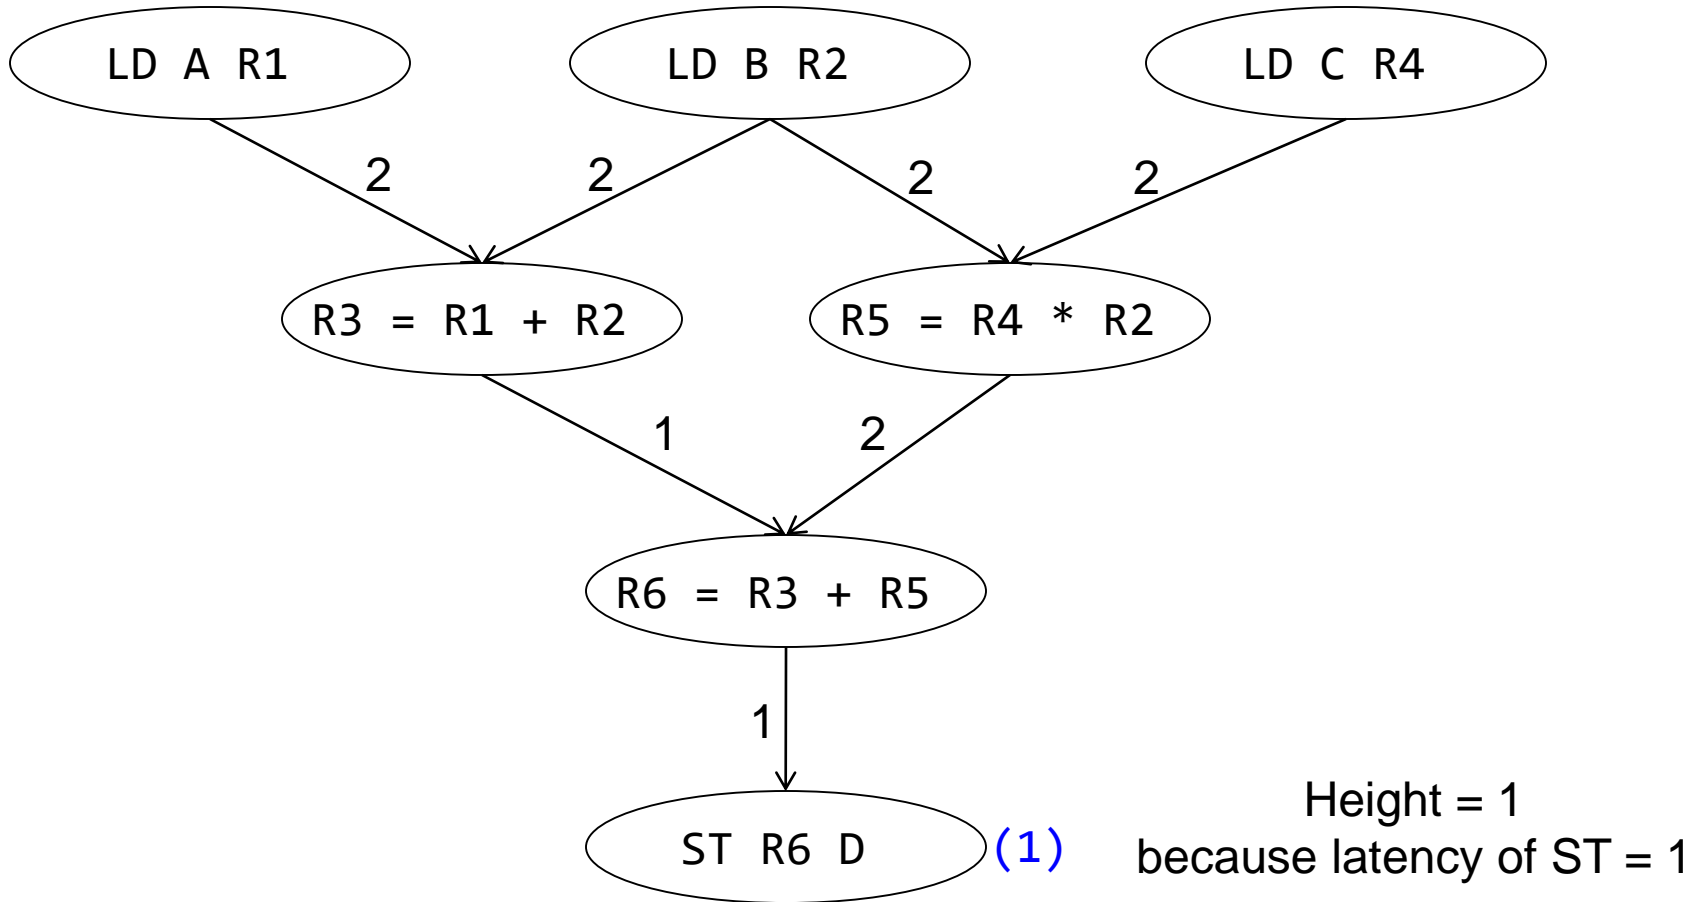 LD A R1
LD B R2
LD C R4
2
2
2
2
R3 = R1 + R2
R5 = R4 * R2
1
2
R6 = R3 + R5
1
ST R6 D
(1)
Height = 1
because latency of ST = 1